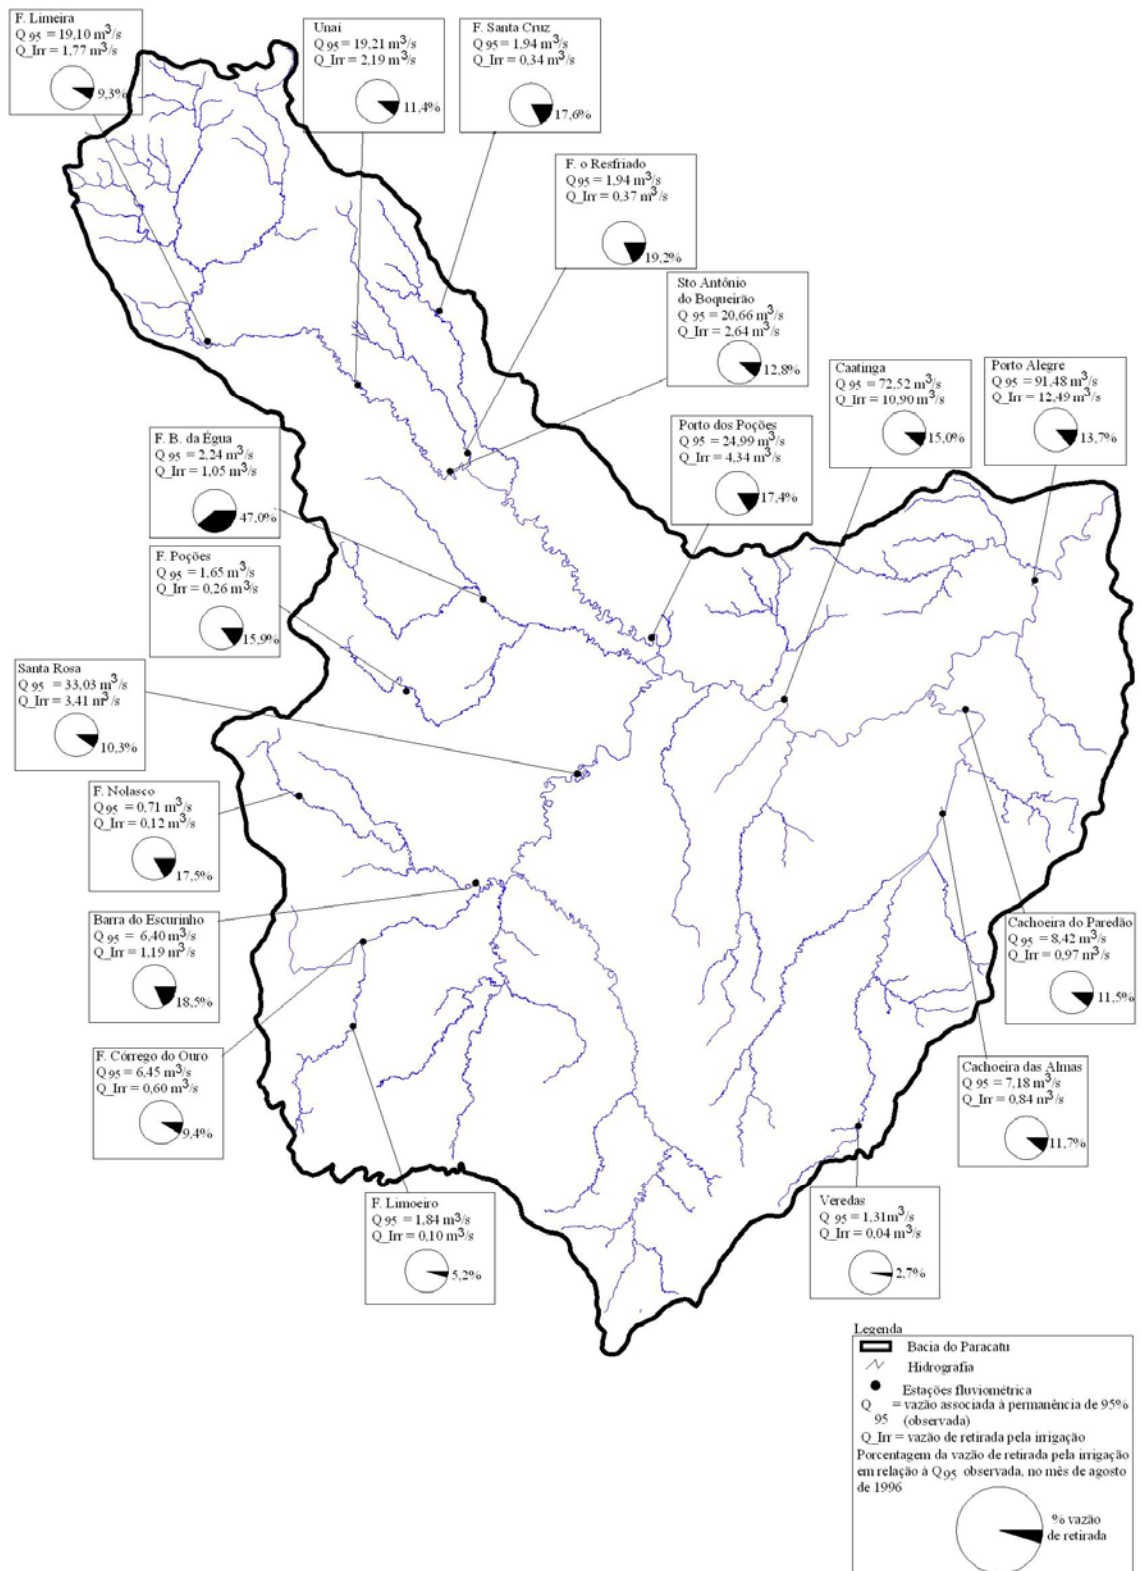 F. Limeira
Q 95 = 19,10 m³/s
Q_Irr = 1,77 m³/s
9,3%
Unai
Q 95 = 19,21 m³/s
Q_Irr = 2,19 m³/s
11,4%
F. Santa Cruz
Q 95 = 1,94 m³/s
Q_Irr = 0,34 m³/s
17,6%
F. o Resfriado
Q 95 = 1,94 m³/s
Q_Irr = 0,37 m³/s
19,2%
Sto Antônio
do Boqueirão
Q 95 = 20,66 m³/s
Q_Irr = 2,64 m³/s
12,8%
Caatinga
Q 95 = 72,52 m³/s
Q_Irr = 10,90 m³/s
15,0%
Porto Alegre
Q 95 = 91,48 m³/s
Q_Irr = 12,49 m³/s
13,7%
Porto dos Poções
Q 95 = 24,99 m³/s
Q_Irr = 4,34 m³/s
17,4%
F. B. da Égua
Q 95 = 2,24 m³/s
Q_Irr = 1,05 m³/s
47,0%
F. Poções
Q 95 = 1,65 m³/s
Q_Irr = 0,26 m³/s
15,9%
Santa Rosa
Q 95 = 33,03 m³/s
Q_Irr = 3,41 m³/s
10,3%
F. Nolasco
Q 95 = 0,71 m³/s
Q_Irr = 0,12 m³/s
17,5%
Barra do Escurinho
Q 95 = 6,40 m³/s
Q_Irr = 1,19 m³/s
18,5%
F. Córrego do Ouro
Q 95 = 6,45 m³/s
Q_Irr = 0,60 m³/s
9,4%
F. Limoeiro
Q 95 = 1,84 m³/s
Q_Irr = 0,10 m³/s
5,2%
Veredas
Q 95 = 1,31m³/s
Q_Irr = 0,04 m³/s
2,7%
Cachoeira do Paredão
Q 95 = 8,42 m³/s
Q_Irr = 0,97 m³/s
11,5%
Cachoeira das Almas
Q 95 = 7,18 m³/s
Q_Irr = 0,84 m³/s
11,7%
Legenda
Bacia do Paracatu
Hidrografia
Estações fluviométrica
Q 95 = vazão associada à permanência de 95%
(observada)
Q_Irr = vazão de retirada pela irrigação
Porcentagem da vazão de retirada pela irrigação
em relação à Q95 observada, no mês de agosto
de 1996
% vazão
de retirada